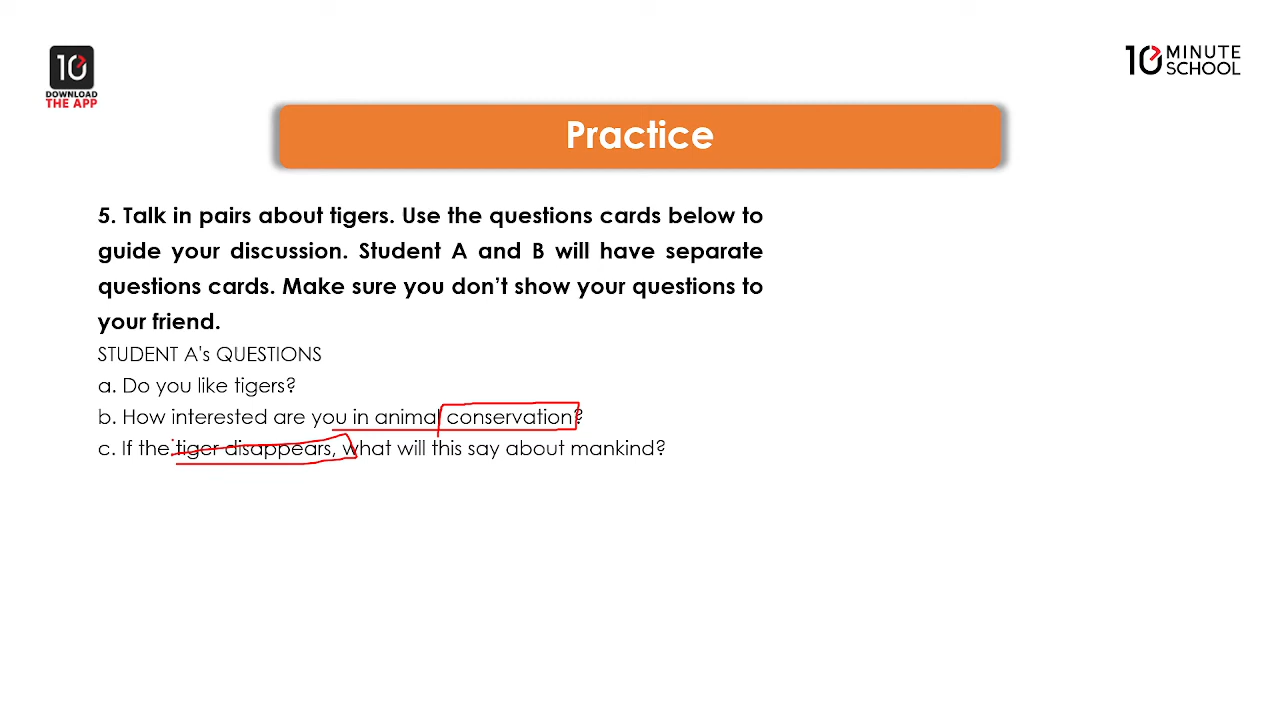 10
DOWNLOAD
THE APP
10 MINUTE
SCHOOL
Practice
5. Talk in pairs about tigers. Use the questions cards below to
guide your discussion. Student A and B will have separate
questions cards. Make sure you don’t show your questions to
your friend.
STUDENT A's QUESTIONS
a. Do you like tigers?
b. How interested are you in animal conservation?
c. If the tiger disappears, what will this say about mankind?